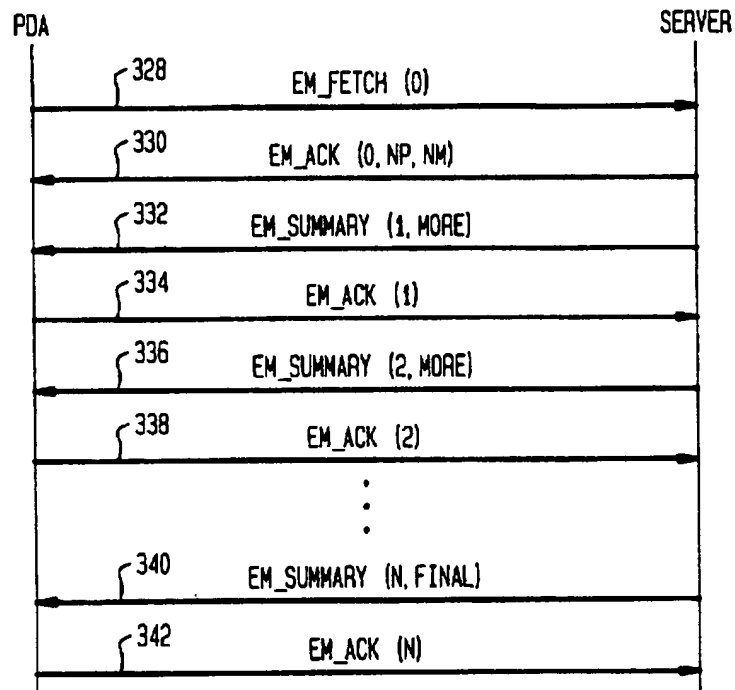 PDA SERVER
328 EM_FETCH (0)
330 EM_ACK (0, NP, NM)
332 EM_SUMMARY (1, MORE)
334 EM_ACK (1)
336 EM_SUMMARY (2, MORE)
338 EM_ACK (2)
340 EM_SUMMARY (N, FINAL)
342 EM_ACK (N)